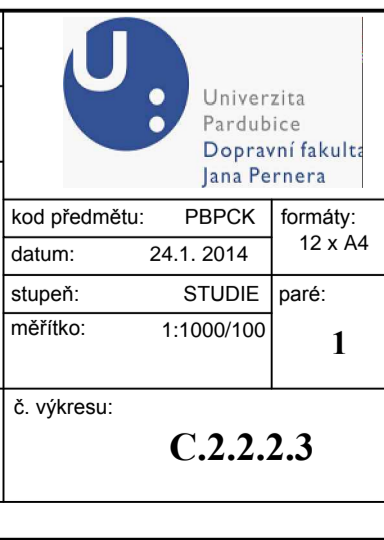 U:
Univerzita
Pardubice
Dopravní fakulta
Jana Pernera
kod předmětu: PBPCK
formáty:
12 x A4
datum: 24.1. 2014
stupeň: STUDIE
paré:
měřítko: 1:1000/100
1
č. výkresu:
C.2.2.2.3